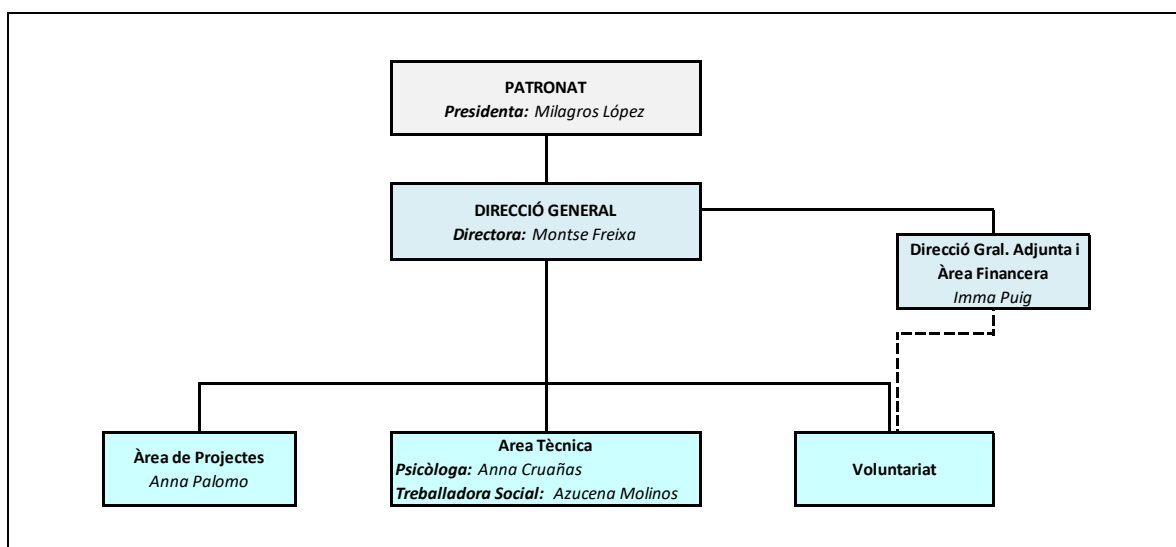 PATRONAT
Presidenta: Milagros López
DIRECCIÓ GENERAL
Directora: Montse Freixa
Direcció Gral. Adjunta i
Àrea Financera
Imma Puig
Àrea de Projectes
Anna Palomo
Area Tècnica
Psicòloga: Anna Cruañas
Treballadora Social: Azucena Molinos
Voluntariat